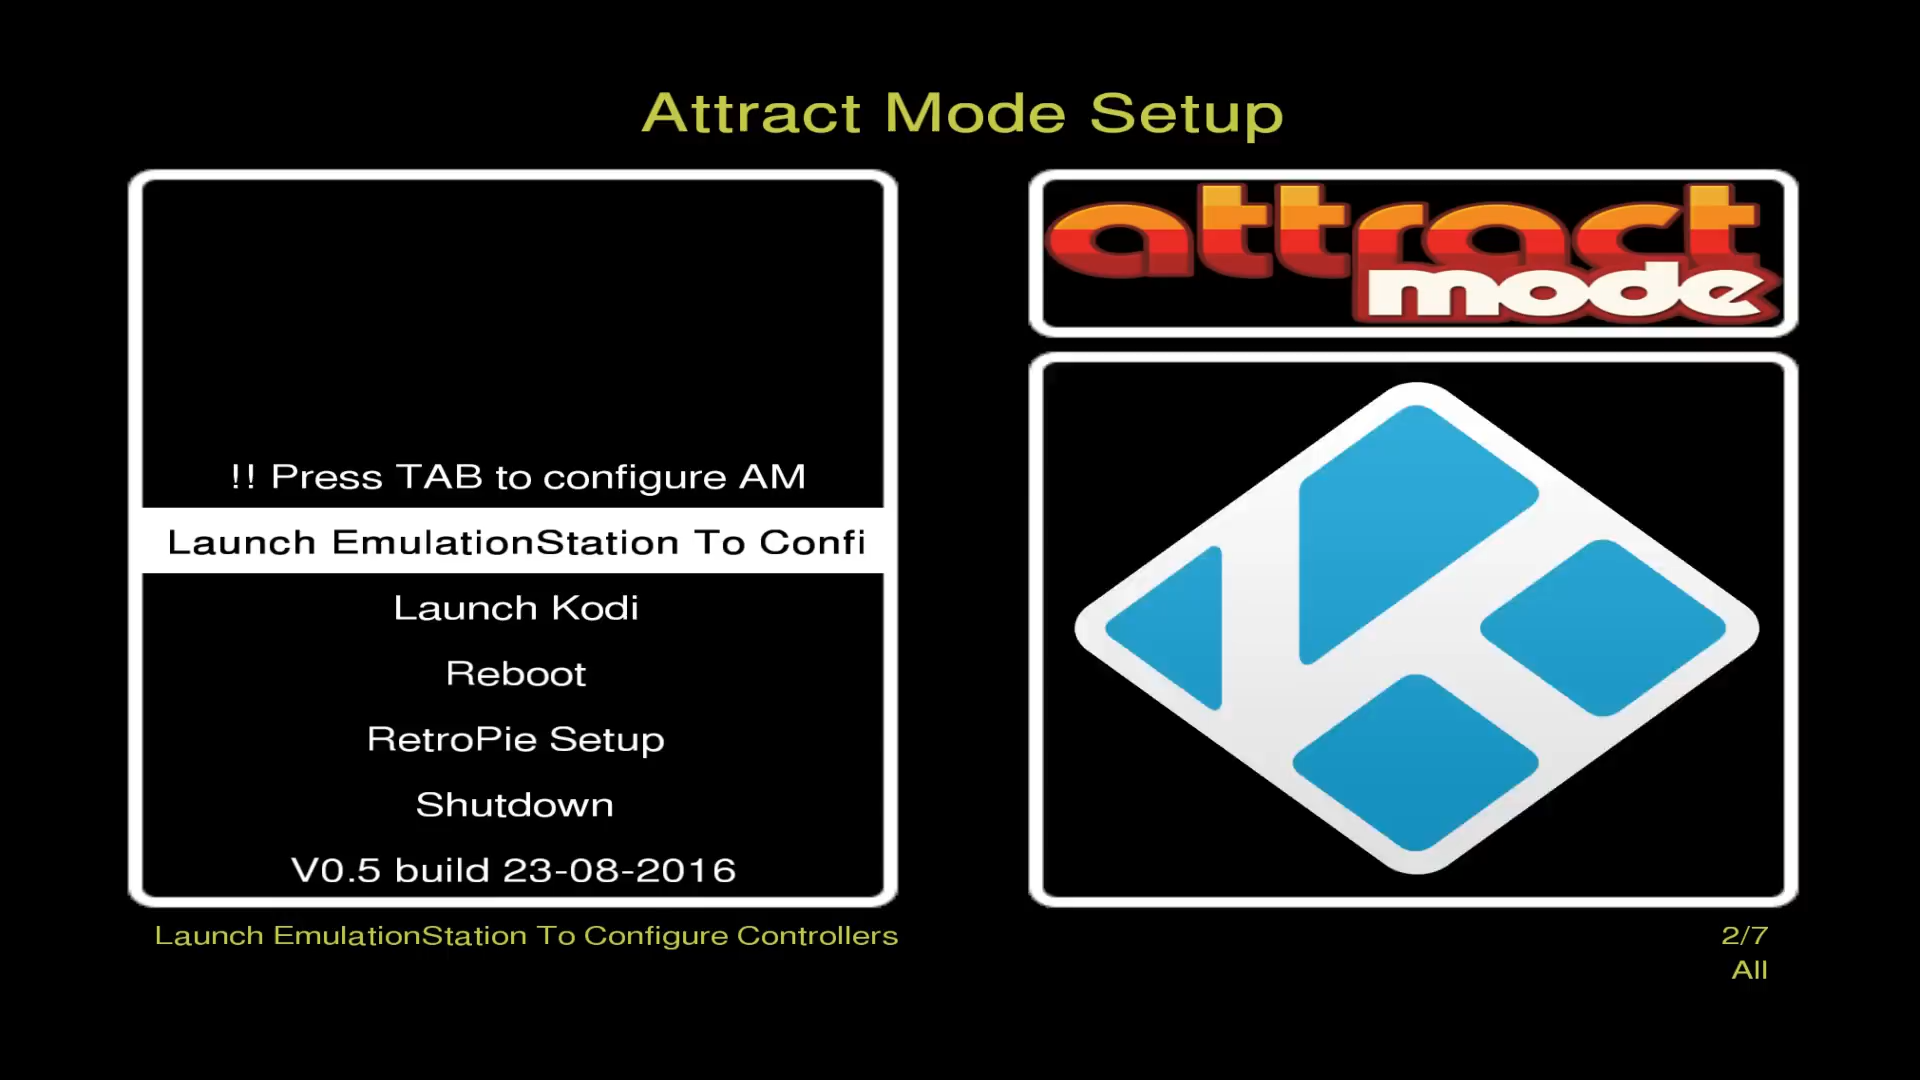 Attract Mode Setup
attract
mode
!! Press TAB to configure AM
Launch EmulationStation To Confi
Launch Kodi
Reboot
RetroPie Setup
Shutdown
V0.5 build 23-08-2016
Launch EmulationStation To Configure Controllers
2/7
All